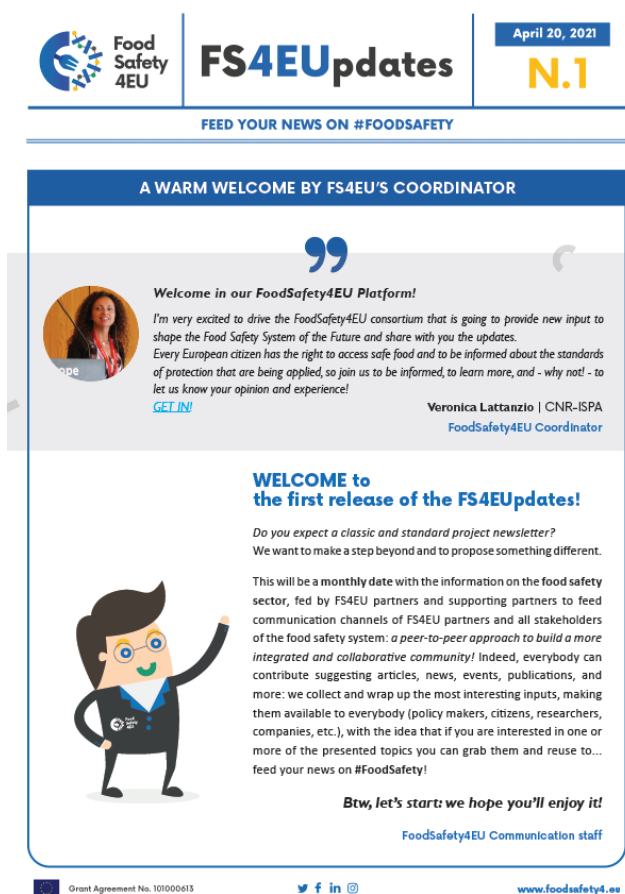 Food
Safety
4EU
FS4EUpdates
April 20, 2021
N.1
FEED YOUR NEWS ON #FOODSAFETY
A WARM WELCOME BY FS4EU'S COORDINATOR
Welcome in our FoodSafety4EU Platform!
I'm very excited to drive the FoodSafety4EU consortium that is going to provide new input to
shape the Food Safety System of the Future and share with you the updates.
Every European citizen has the right to access safe food and to be informed about the standards
of protection that are being applied, so join us to be informed, to learn more, and - why not! - to
let us know your opinion and experience!
GET IN!
Veronica Lattanzio | CNR-ISPA
FoodSafety4EU Coordinator
ope
WELCOME to
the first release of the FS4EUpdates!
Do you expect a classic and standard project newsletter?
We want to make a step beyond and to propose something different.
This will be a monthly date with the information on the food safety
sector, fed by FS4EU partners and supporting partners to feed
communication channels of FS4EU partners and all stakeholders
of the food safety system: a peer-to-peer approach to build a more
integrated and collaborative community! Indeed, everybody can
contribute suggesting articles, news, events, publications, and
more: we collect and wrap up the most interesting inputs, making
them available to everybody (policy makers, citizens, researchers,
companies, etc.), with the idea that if you are interested in one or
more of the presented topics you can grab them and reuse to...
feed your news on #FoodSafety!
Food
Safety
4EU
Btw, let's start: we hope you'll enjoy it!
FoodSafety4EU Communication staff
Grant Agreement No. 101000613
www.foodsafety4.eu